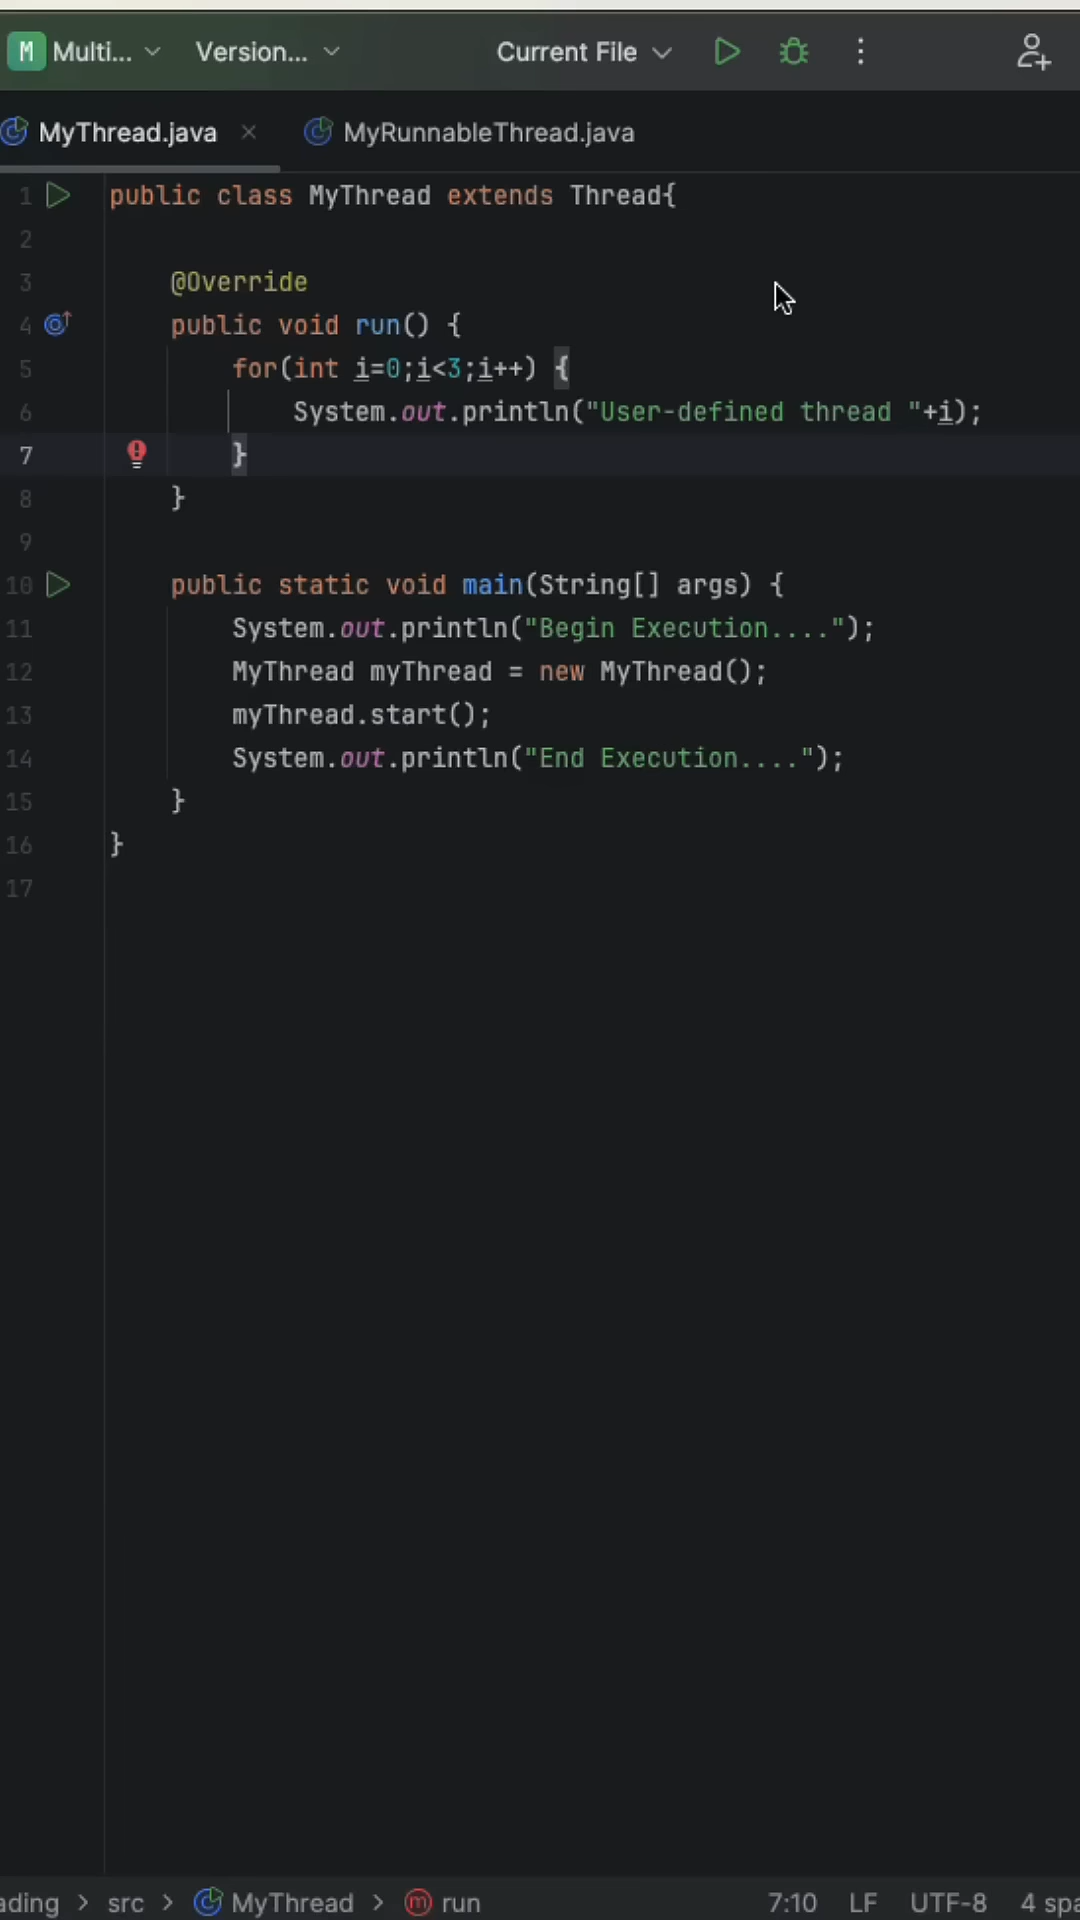 M Multi... Version... Current File
MyThread.java MyRunnableThread.java
1 public class MyThread extends Thread{
2
3 @Override
4 public void run() {
5 for(int i=0;i<3;i++) {
6 System.out.println("User-defined thread "+i);
7 }
8 }
9
10 public static void main(String[] args) {
11 System.out.println("Begin Execution....");
12 MyThread myThread = new MyThread();
13 myThread.start();
14 System.out.println("End Execution....");
15 }
16 }
17
ading > src > MyThread > m run 7:10 LF UTF-8 4 spa